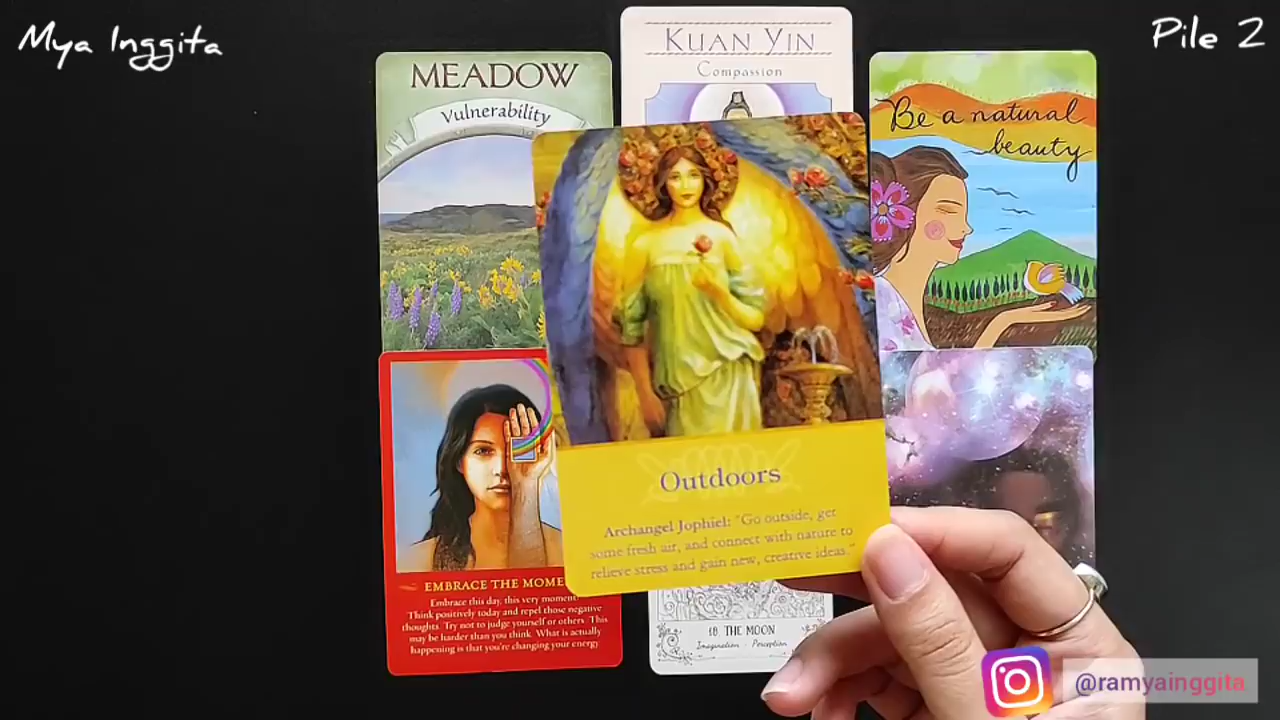 Mya Inggita
Pile 2
MEADOW
Vulnerability
KUAN YIN
Compassion
Be a natural
beauty
Outdoors
Archangel Jophiel: "Go outside, get
some fresh air, and connect with nature to
relieve stress and gain new, creative ideas."
EMBRACE THE MOME
Embrace this day, this very moment.
Think positively today and repel those negative
thoughts. Try not to judge yourself or others. This
may be harder than you think. What is actually
happening is that you're changing your energy
18 THE MOON
Imagination · Perception
@ramyainggita